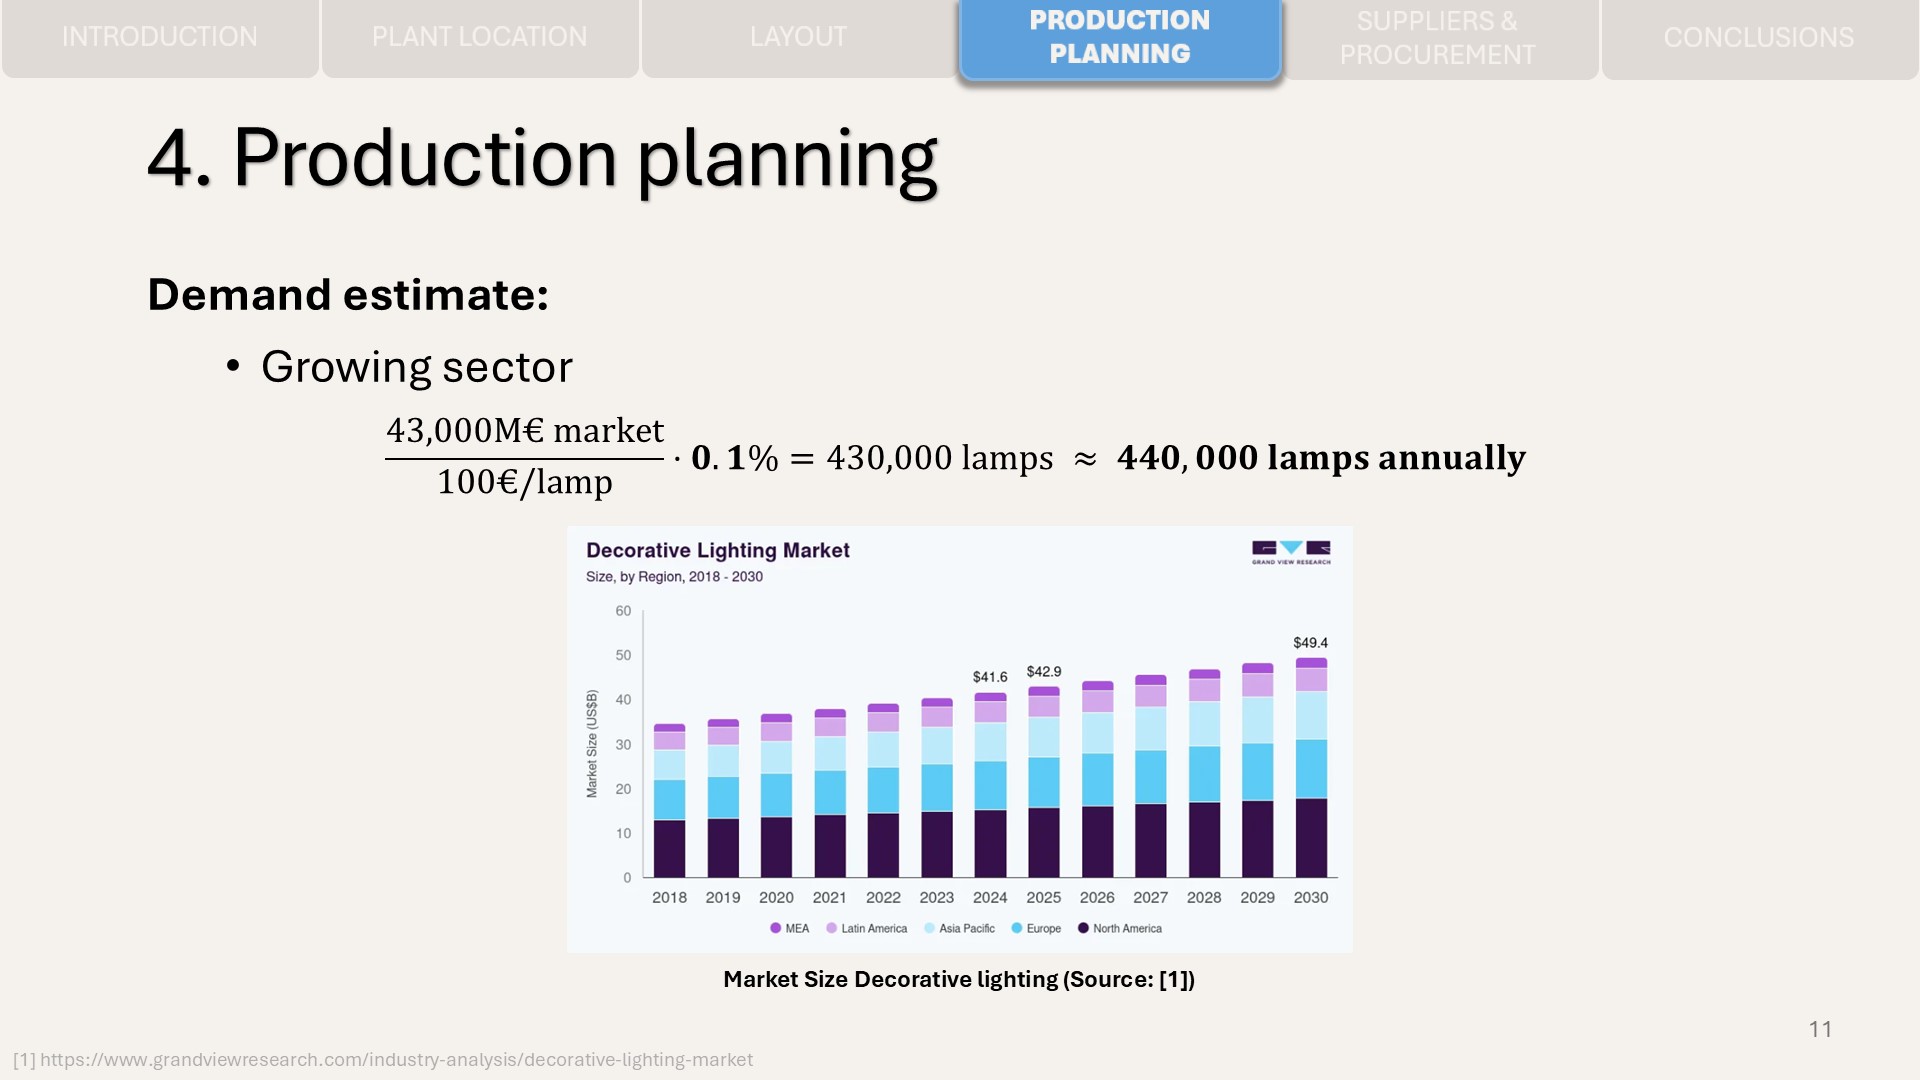 INTRODUCTION
PLANT LOCATION
LAYOUT
PRODUCTION
PLANNING
SUPPLIERS &
PROCUREMENT
CONCLUSIONS
4. Production planning
Demand estimate:
• Growing sector
43,000M€ market
100€/lamp
· 0.1% = 430,000 lamps ≈ 440,000 lamps annually
Decorative Lighting Market
Size, by Region, 2018 - 2030
GRAND VIEW RESEARCH
Market Size (US$B)
60
50
40
30
20
10
0
$41.6
$42.9
$49.4
2018 2019 2020 2021 2022 2023 2024 2025 2026 2027 2028 2029 2030
MEA Latin America Asia Pacific Europe North America
Market Size Decorative lighting (Source: [1])
11
[1] https://www.grandviewresearch.com/industry-analysis/decorative-lighting-market